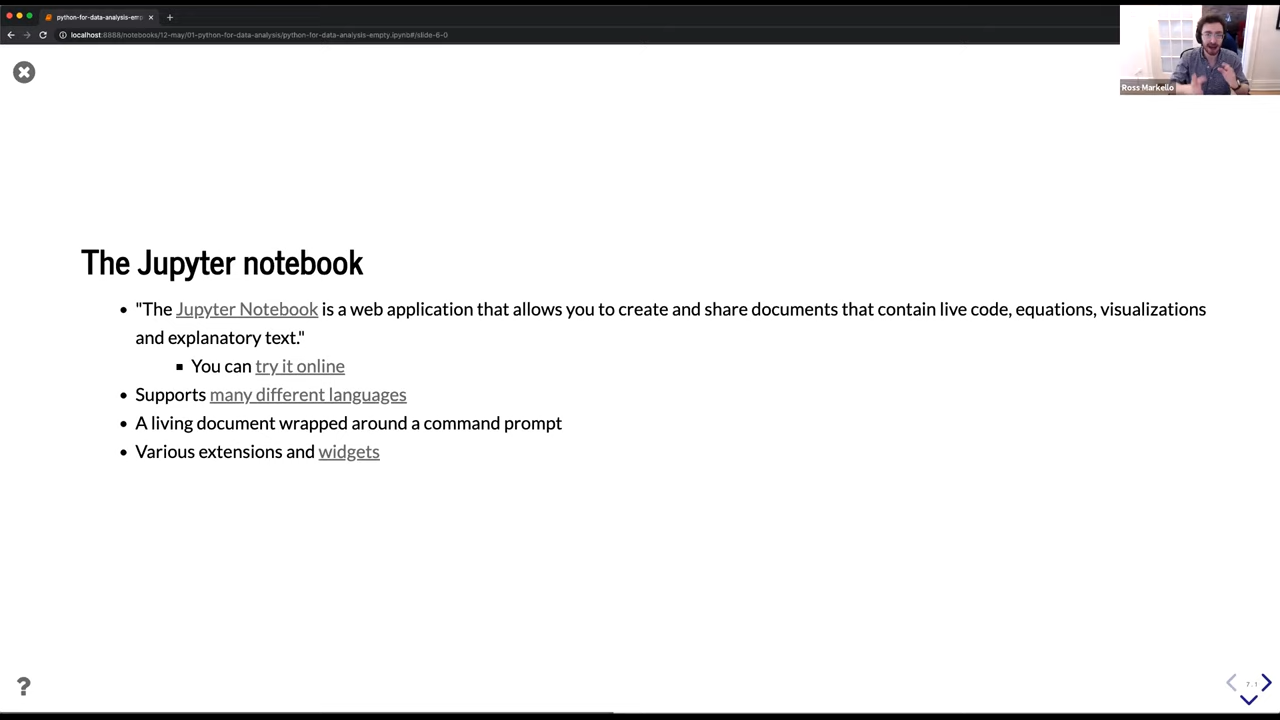 python-for-data-analysis-emp
localhost:8888/notebooks/12-may/01-python-for-data-analysis/python-for-data-analysis-empty.ipynb#/slide-6-0
Ross Markello
The Jupyter notebook
• "The Jupyter Notebook is a web application that allows you to create and share documents that contain live code, equations, visualizations
and explanatory text."
▪ You can try it online
• Supports many different languages
• A living document wrapped around a command prompt
• Various extensions and widgets
?
7.1